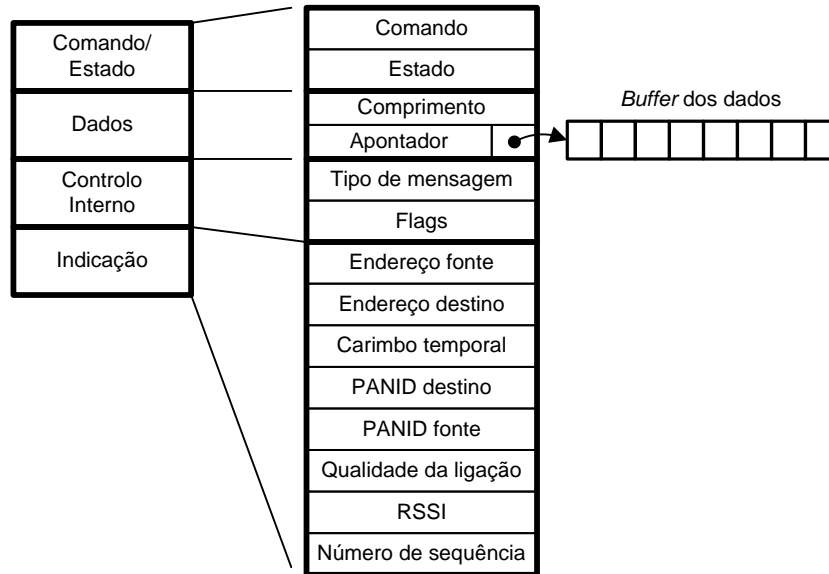 Comando/
Estado
Dados
Controlo
Interno
Indicação
Comando
Estado
Comprimento
Apontador
Tipo de mensagem
Flags
Endereço fonte
Endereço destino
Carimbo temporal
PANID destino
PANID fonte
Qualidade da ligação
RSSI
Número de sequência
Buffer dos dados